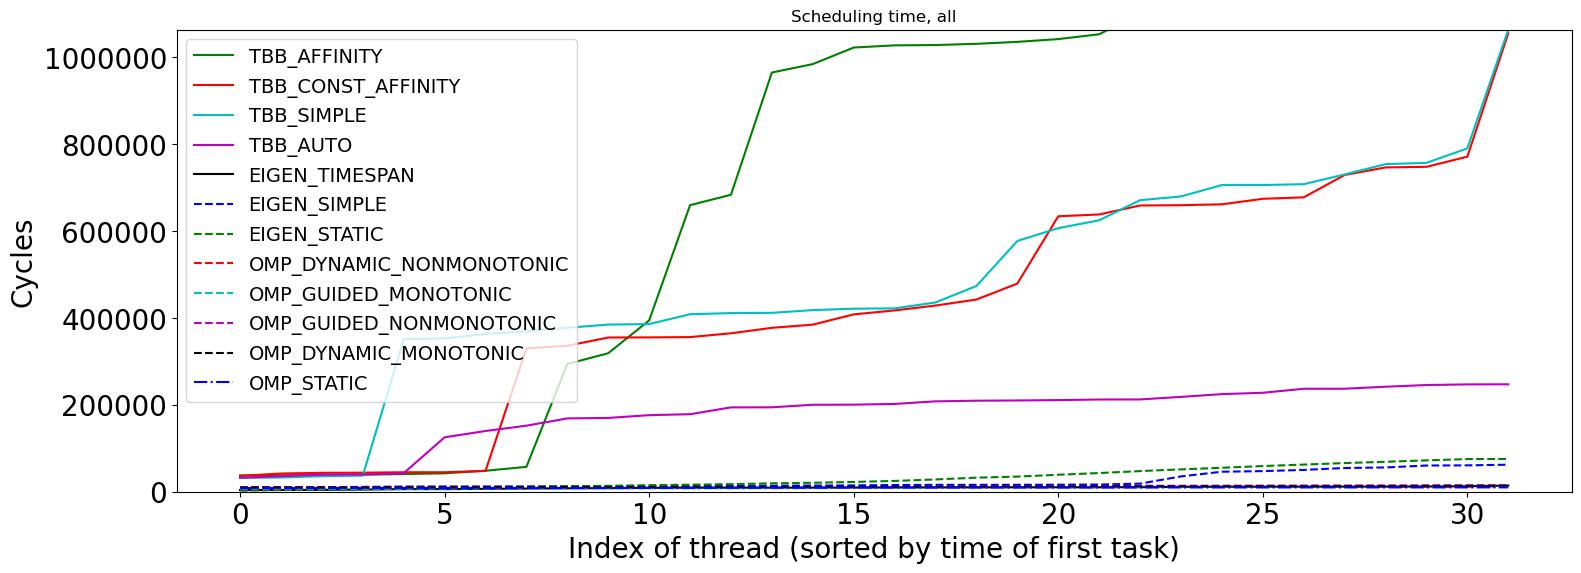 Scheduling time, all
Cycles
1000000
800000
600000
400000
200000
0
TBB_AFFINITY
TBB_CONST_AFFINITY
TBB_SIMPLE
TBB_AUTO
EIGEN_TIMESPAN
EIGEN_SIMPLE
EIGEN_STATIC
OMP_DYNAMIC_NONMONOTONIC
OMP_GUIDED_MONOTONIC
OMP_GUIDED_NONMONOTONIC
OMP_DYNAMIC_MONOTONIC
OMP_STATIC
0 5 10 15 20 25 30
Index of thread (sorted by time of first task)